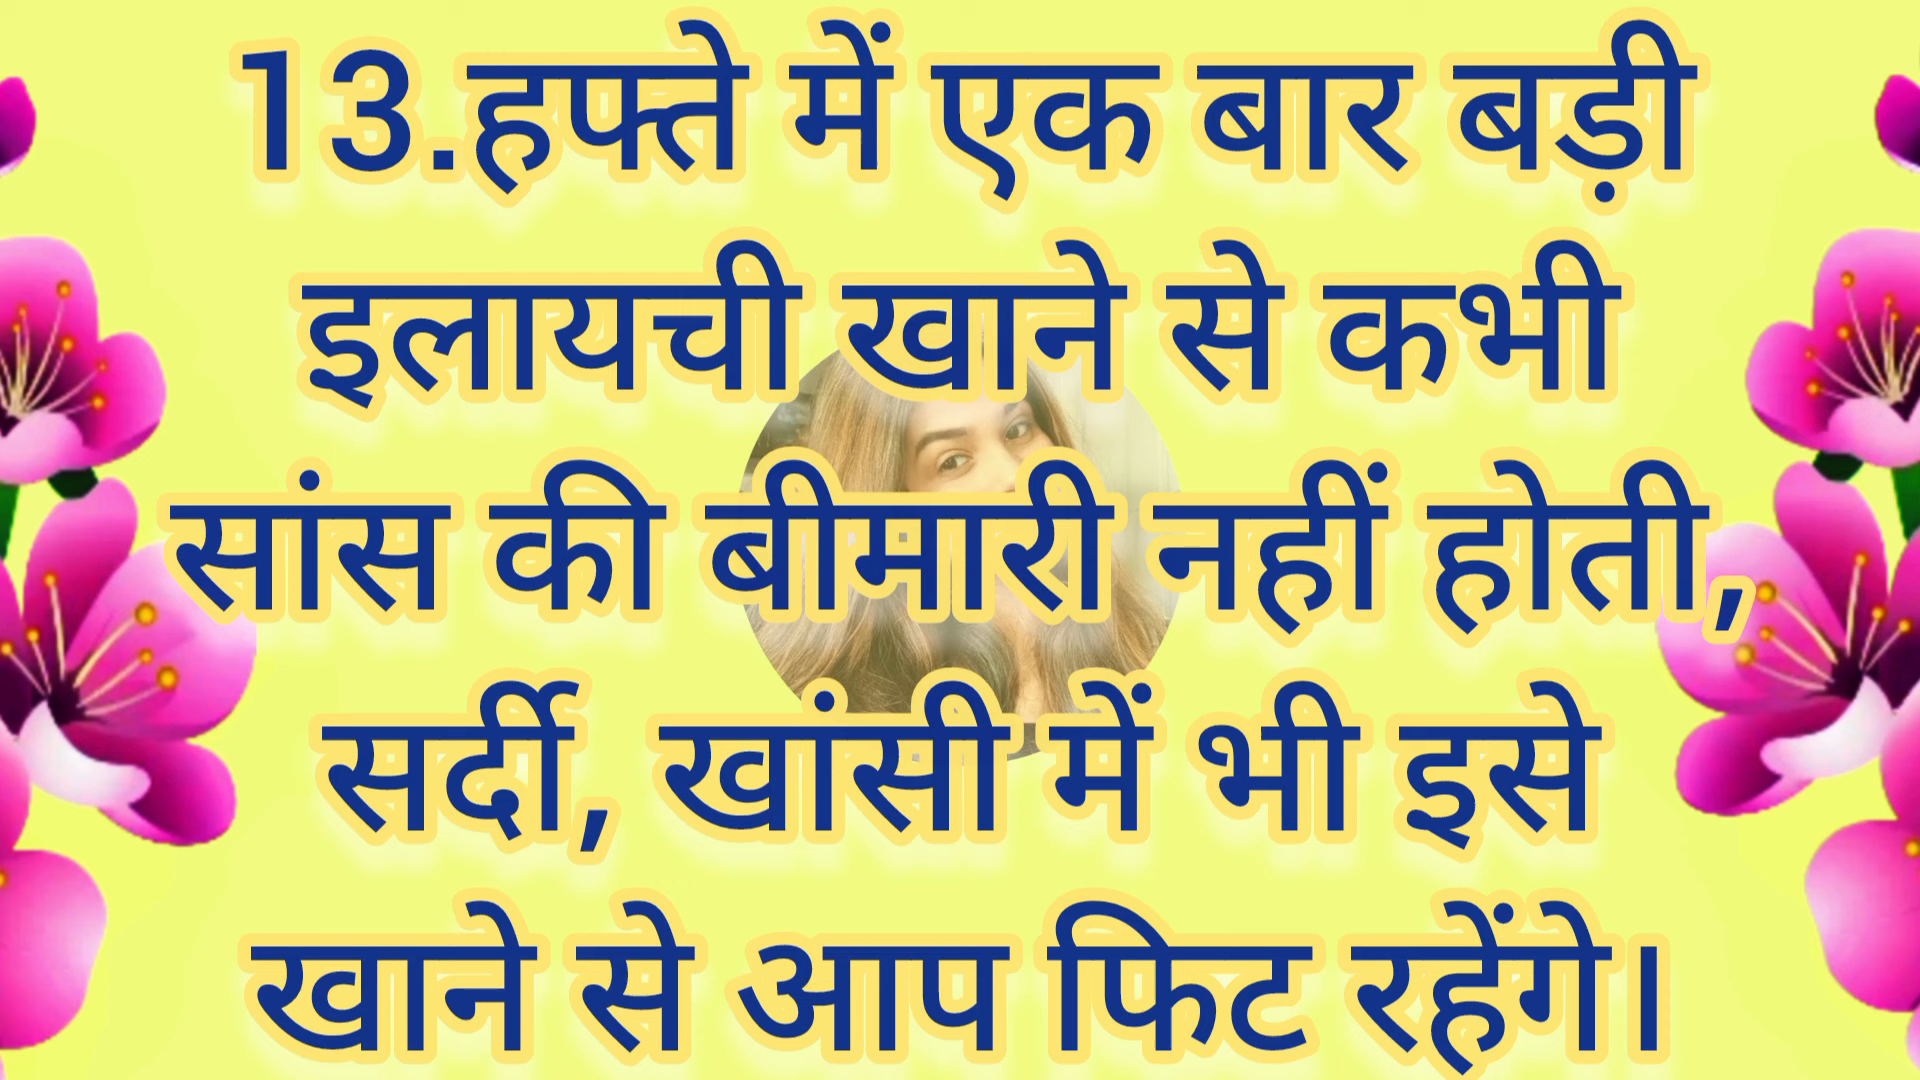 13.हफ्ते में एक बार बड़ी
इलायची खाने से कभी
सांस की बीमारी नहीं होती,
सर्दी, खांसी में भी इसे
खाने से आप फिट रहेंगे।